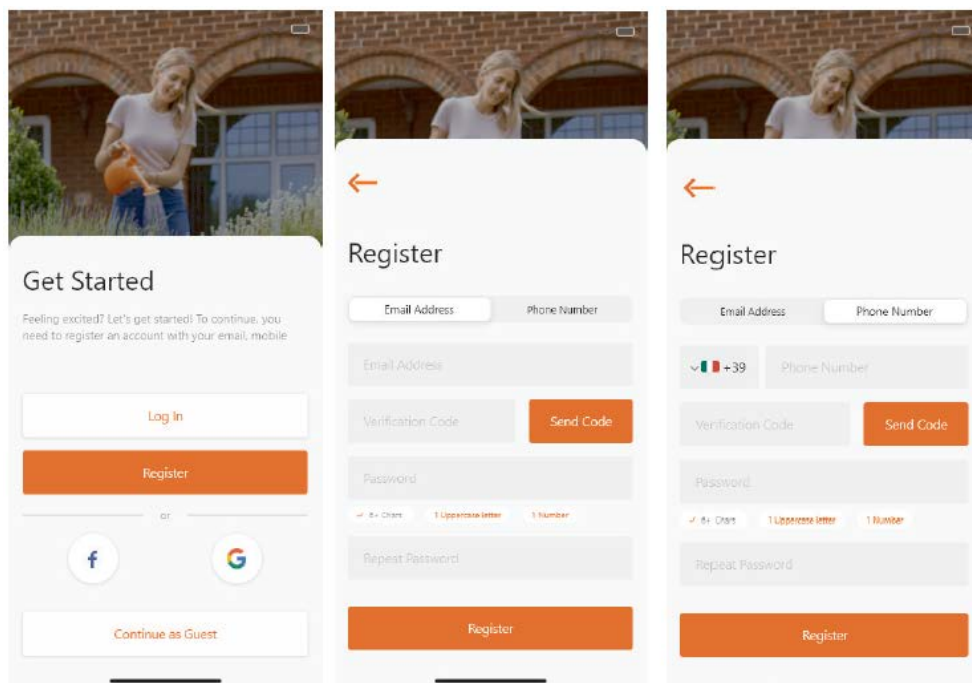 Get Started
Feeling excited? Let's get started! To continue, you
need to register an account with your email, mobile
Log In
Register
or
f
G
Continue as Guest
Register
Email Address Phone Number
Email Address
Verification Code Send Code
Password
8+ Chars 1 Uppercase letter 1 Number
Repeat Password
Register
Register
Email Address Phone Number
+39 Phone Number
Verification Code Send Code
Password
8+ Chars 1 Uppercase letter 1 Number
Repeat Password
Register